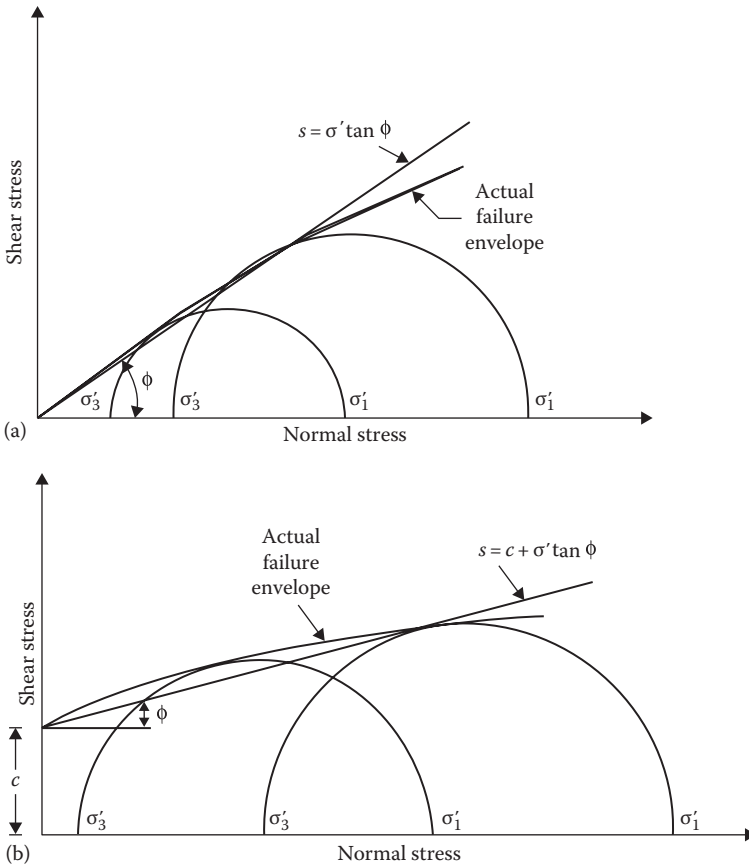 Shear stress
s = σ′ tan ϕ
Actual
failure
envelope
ϕ
σ′3
σ′3
σ′1
σ′1
(a)
Normal stress
Shear stress
Actual
failure
envelope
s = c + σ′ tan ϕ
ϕ
c
σ′3
σ′3
σ′1
σ′1
(b)
Normal stress